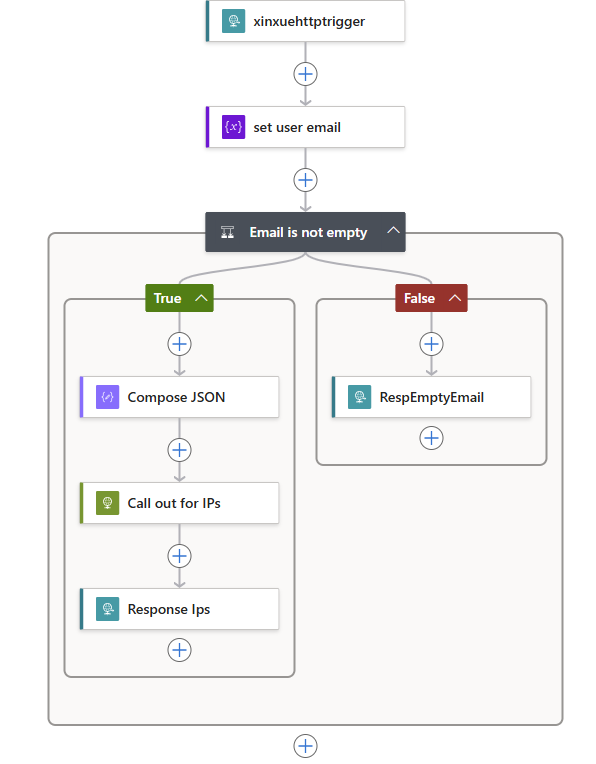 xinxuehttptrigger
set user email
Email is not empty
True
False
Compose JSON
RespEmptyEmail
Call out for IPs
Response Ips